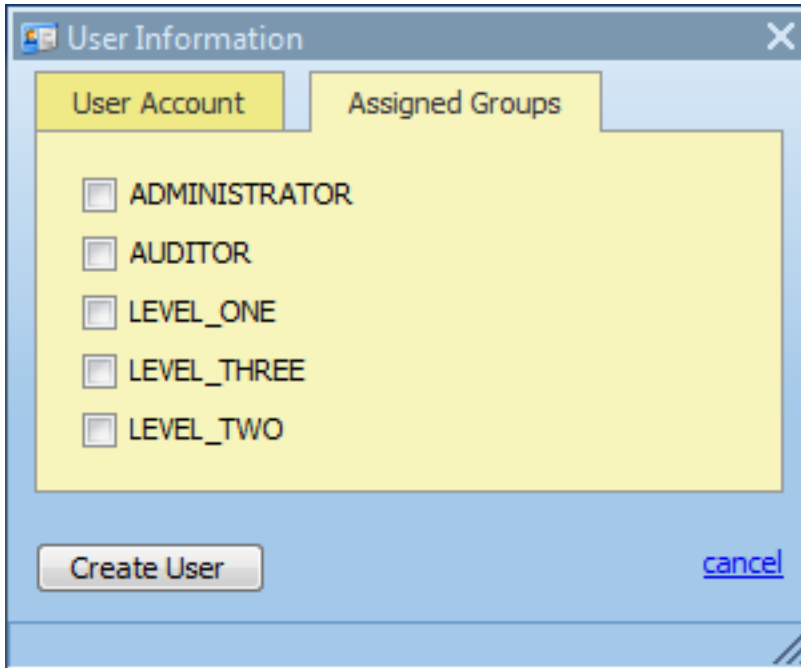 User Information
User Account Assigned Groups
ADMINISTRATOR
AUDITOR
LEVEL_ONE
LEVEL_THREE
LEVEL_TWO
Create User cancel